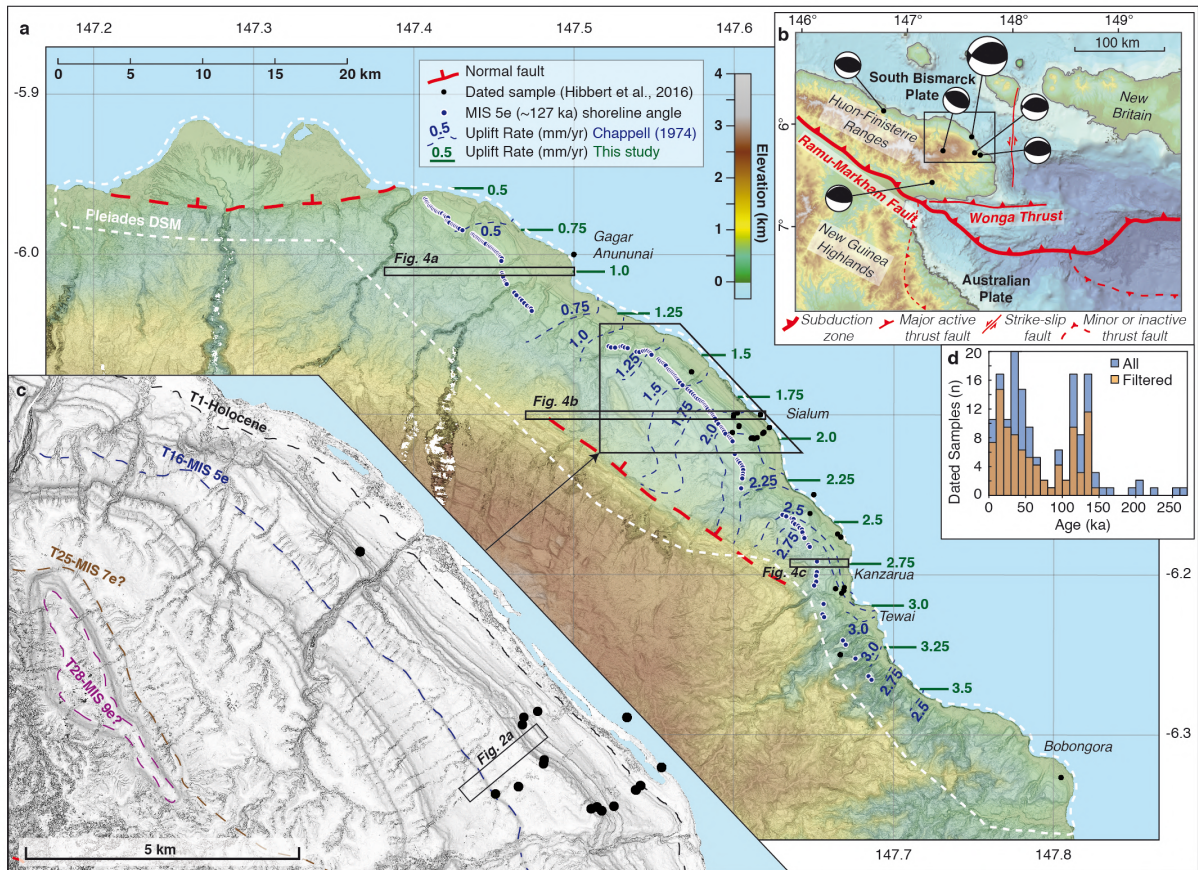 a
147.2
147.3
147.4
147.5
147.6
0
5
10
15
20 km
-5.9
-6.0
-6.2
-6.3
147.7
147.8
Normal fault
Dated sample (Hibbert et al., 2016)
MIS 5e (~127 ka) shoreline angle
0.5 Uplift Rate (mm/yr) Chappell (1974)
0.5 Uplift Rate (mm/yr) This study
4
3
2
1
0
Elevation (km)
Pleiades DSM
0.5
0.75
1.0
1.25
1.5
1.75
2.0
2.25
2.5
2.75
3.0
3.25
3.5
Gagar
Anununai
Fig. 4a
0.5
0.75
1.0
1.25
1.5
1.75
2.0
2.25
2.5
2.75
3.0
3.0
2.75
2.5
Fig. 4b
Sialum
Fig. 4c
Kanzarua
Tewai
Bobongora
b
146°
147°
148°
149°
6°
7°
100 km
South Bismarck
Plate
New
Britain
Huon-Finisterre
Ranges
Ramu-Markham Fault
Wonga Thrust
New Guinea
Highlands
Australian
Plate
Subduction
zone
Major active
thrust fault
Strike-slip
fault
Minor or inactive
thrust fault
c
T1-Holocene
T16-MIS 5e
T25-MIS 7e?
T28-MIS 9e?
Fig. 2a
5 km
d
All
Filtered
Dated Samples (n)
20
15
10
5
0
0
50
100
150
200
250
Age (ka)